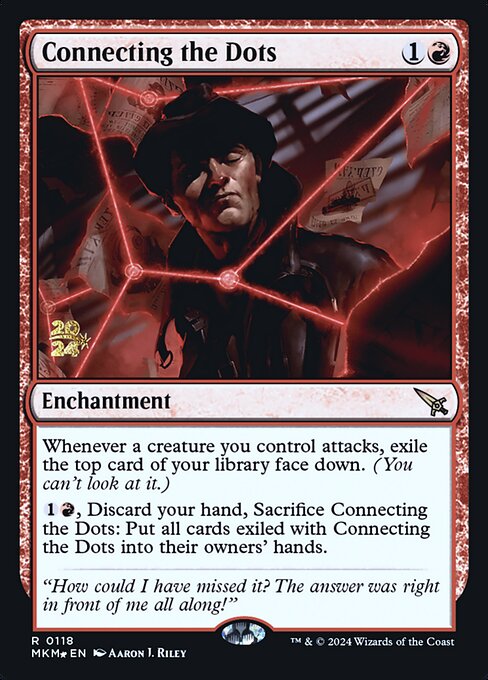 Connecting the Dots 1
2024
Enchantment
Whenever a creature you control attacks, exile
the top card of your library face down. (You
can't look at it.)
1, Discard your hand, Sacrifice Connecting
the Dots: Put all cards exiled with Connecting
the Dots into their owners' hands.
"How could I have missed it? The answer was right
in front of me all along!"
R 0118
MKM★EN Aaron J. Riley
™ & © 2024 Wizards of the Coast